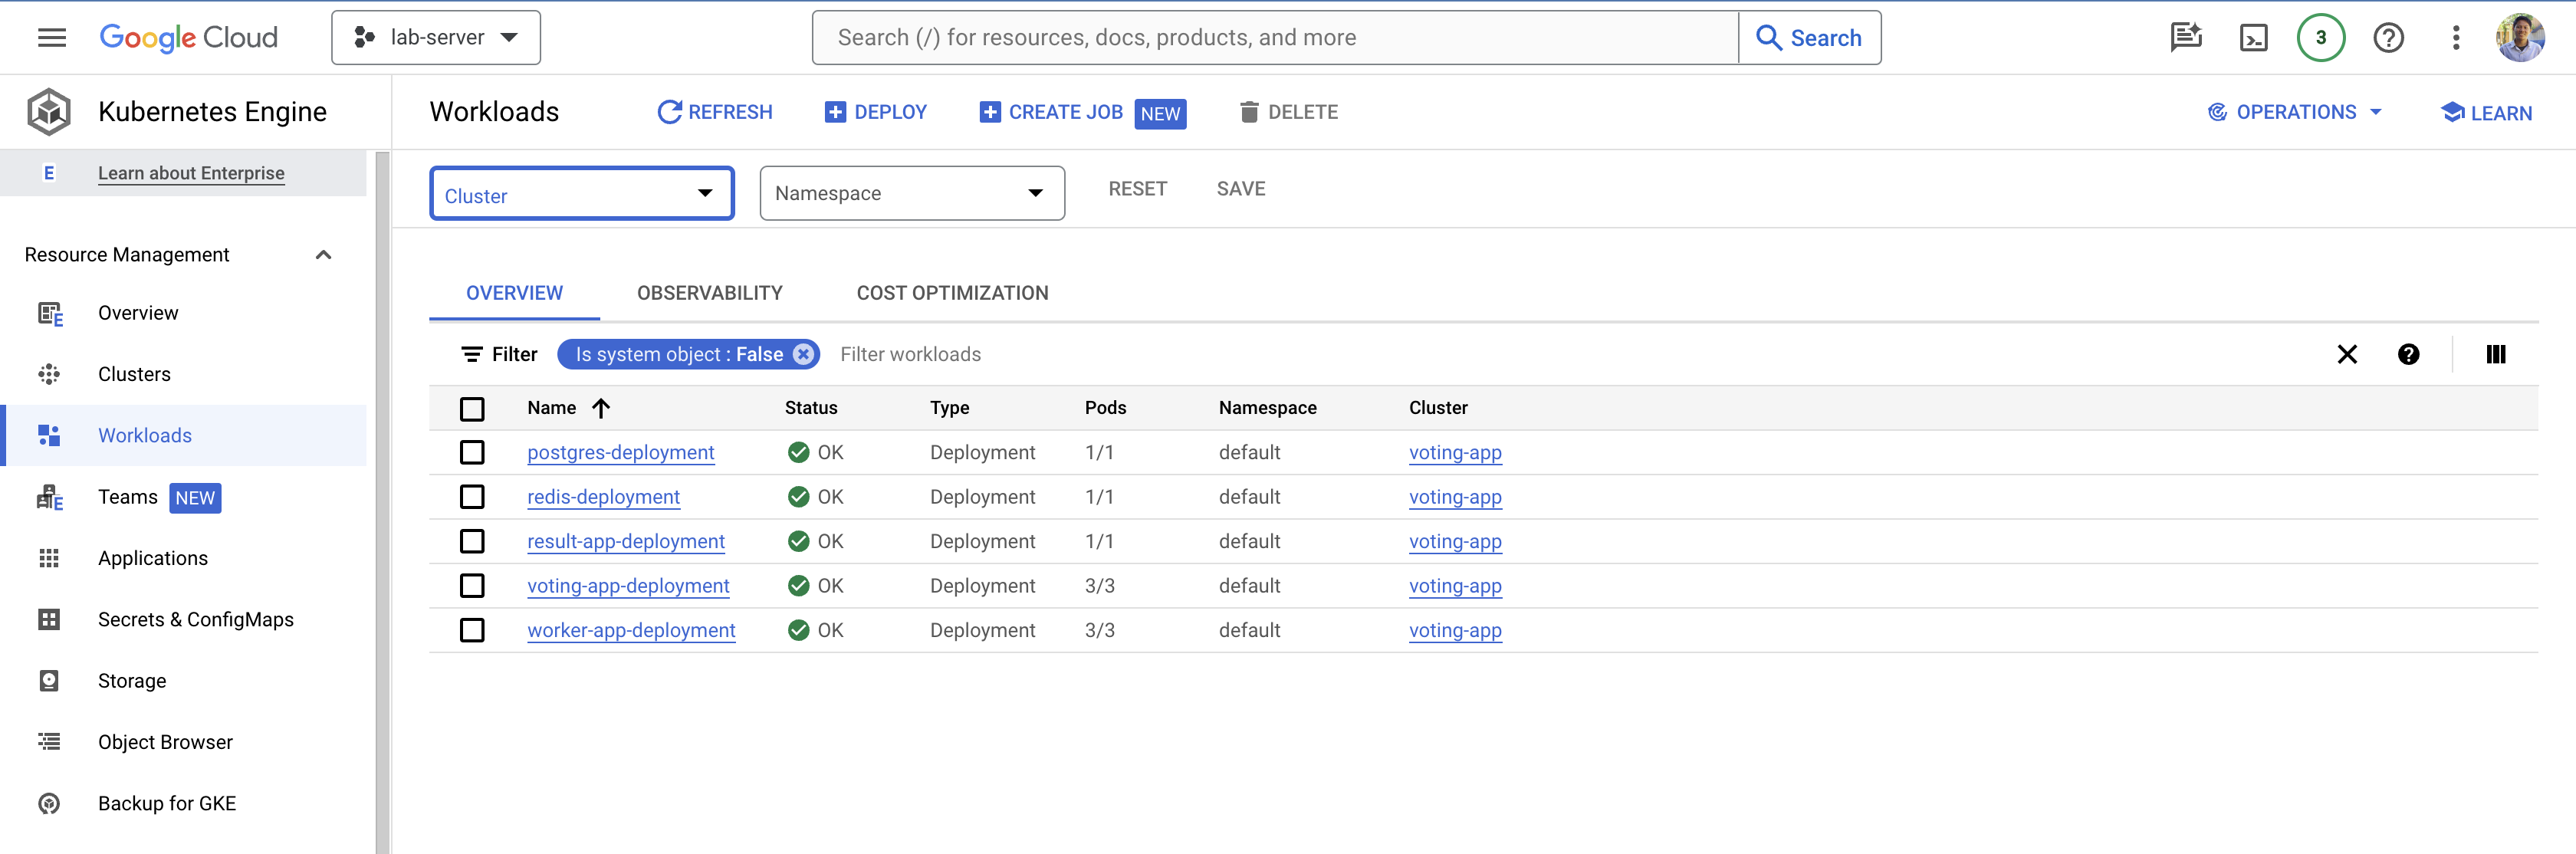 Google Cloud
lab-server
Search (/) for resources, docs, products, and more
Search
3
Kubernetes Engine
Workloads
REFRESH
DEPLOY
CREATE JOB NEW
DELETE
OPERATIONS
LEARN
E Learn about Enterprise
Cluster
Namespace
RESET
SAVE
Resource Management
Overview
Clusters
Workloads
Teams NEW
Applications
Secrets & ConfigMaps
Storage
Object Browser
Backup for GKE
OVERVIEW OBSERVABILITY COST OPTIMIZATION
Filter Is system object : False Filter workloads
Name Status Type Pods Namespace Cluster
postgres-deployment OK Deployment 1/1 default voting-app
redis-deployment OK Deployment 1/1 default voting-app
result-app-deployment OK Deployment 1/1 default voting-app
voting-app-deployment OK Deployment 3/3 default voting-app
worker-app-deployment OK Deployment 3/3 default voting-app